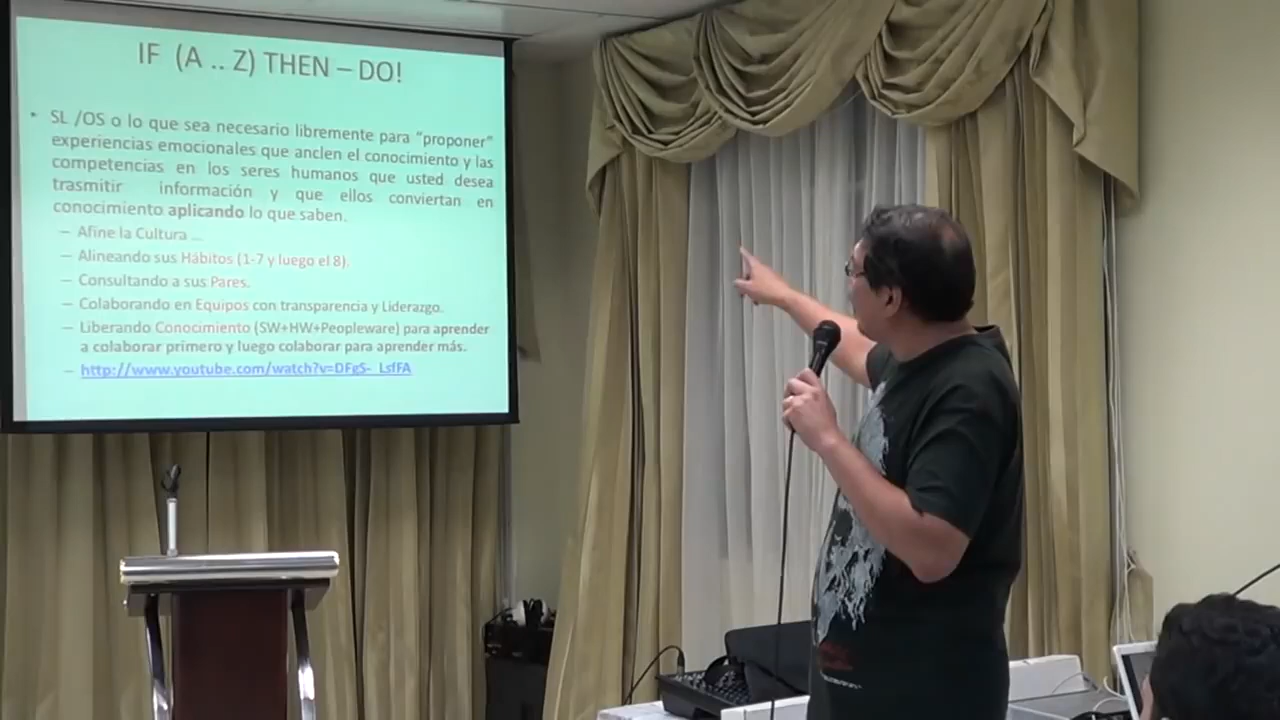 IF (A .. Z) THEN – DO!
• SL /OS o lo que sea necesario libremente para “proponer”
experiencias emocionales que anclen el conocimiento y las
competencias en los seres humanos que usted desea
trasmitir información y que ellos conviertan en
conocimiento aplicando lo que saben.
– Afine la Cultura ...
– Alineando sus Hábitos (1-7 y luego el 8).
– Consultando a sus Pares.
– Colaborando en Equipos con transparencia y Liderazgo.
– Liberando Conocimiento (SW+HW+Peopleware) para aprender
a colaborar primero y luego colaborar para aprender más.
– http://www.youtube.com/watch?v=DFgS-_LsfFA